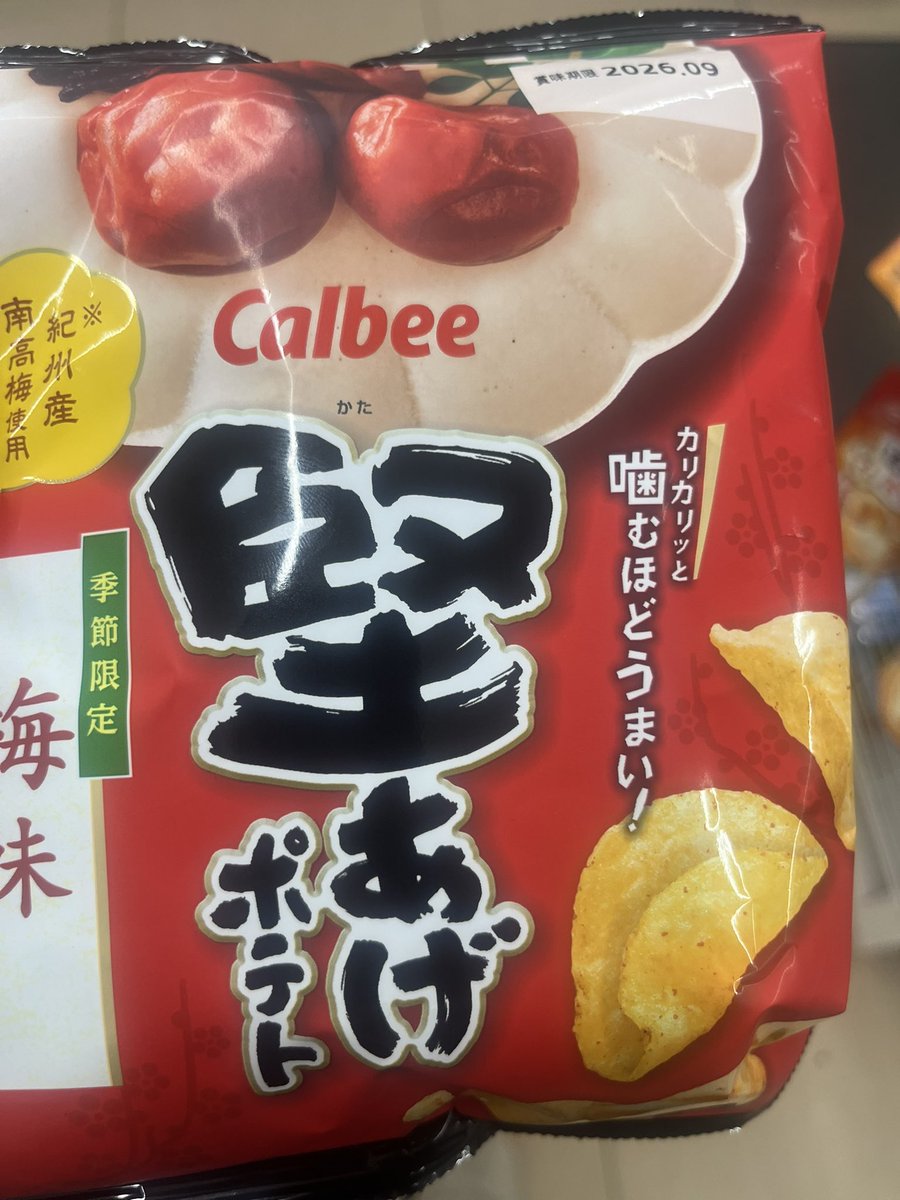 賞味期限 2026.09
Calbee
※紀州産
南高梅使用
かた
堅あげ
ポテト
カリカリッと
噛むほどうまい!
季節限定
梅味